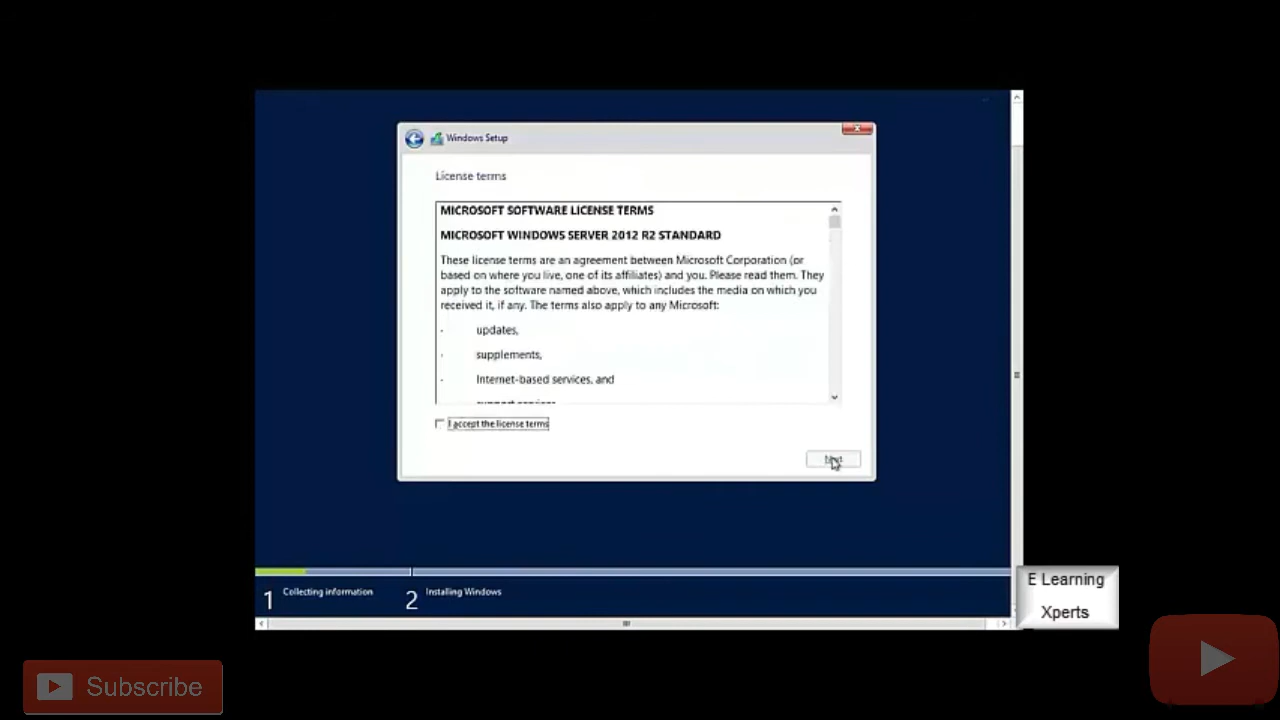 Windows Setup
License terms
MICROSOFT SOFTWARE LICENSE TERMS
MICROSOFT WINDOWS SERVER 2012 R2 STANDARD
These license terms are an agreement between Microsoft Corporation (or
based on where you live, one of its affiliates) and you. Please read them. They
apply to the software named above, which includes the media on which you
received it, if any. The terms also apply to any Microsoft:
· updates,
· supplements,
· Internet-based services, and
support services
I accept the license terms
Next
1 Collecting information
2 Installing Windows
E Learning
Xperts
Subscribe